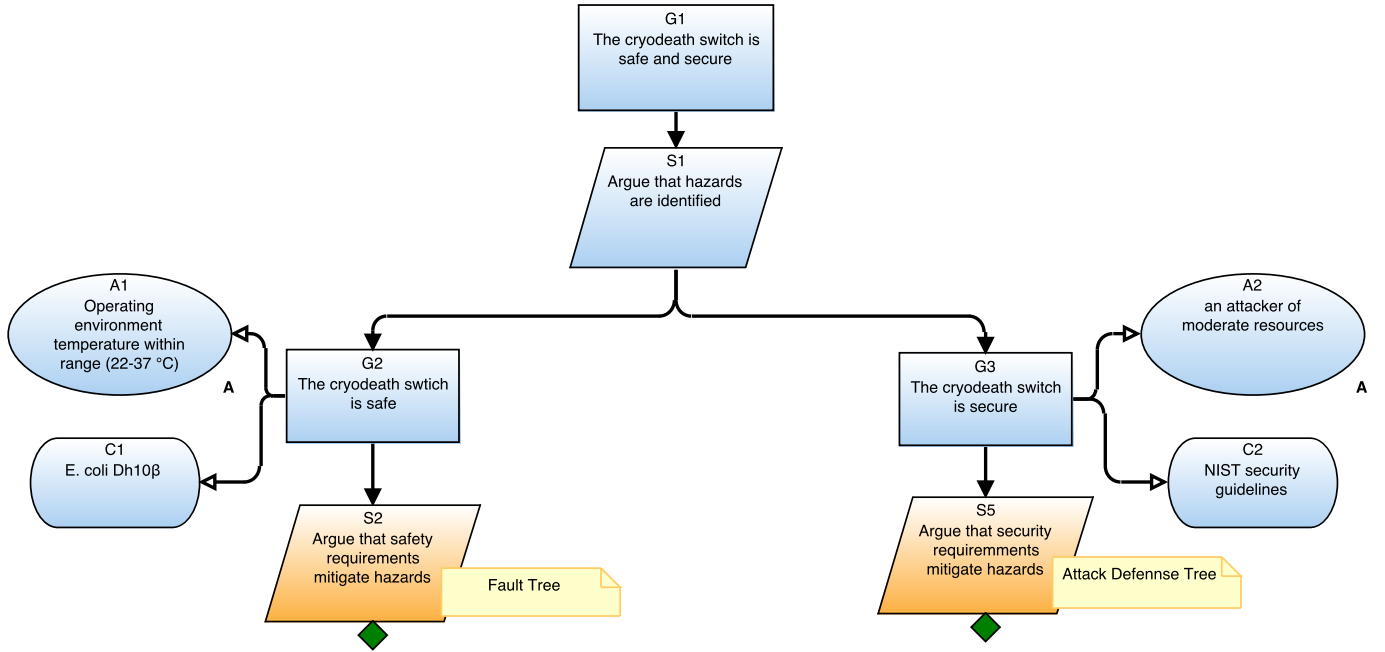 G1
The cryodeath switch is
safe and secure
S1
Argue that hazards
are identified
A1
Operating
environment
temperature within
range (22-37 °C)
A
C1
E. coli Dh10β
G2
The cryodeath swtich
is safe
S2
Argue that safety
requirements
mitigate hazards
Fault Tree
G3
The cryodeath switch
is secure
A2
an attacker of
moderate resources
A
C2
NIST security
guidelines
S5
Argue that security
requiremments
mitigate hazards
Attack Defennse Tree